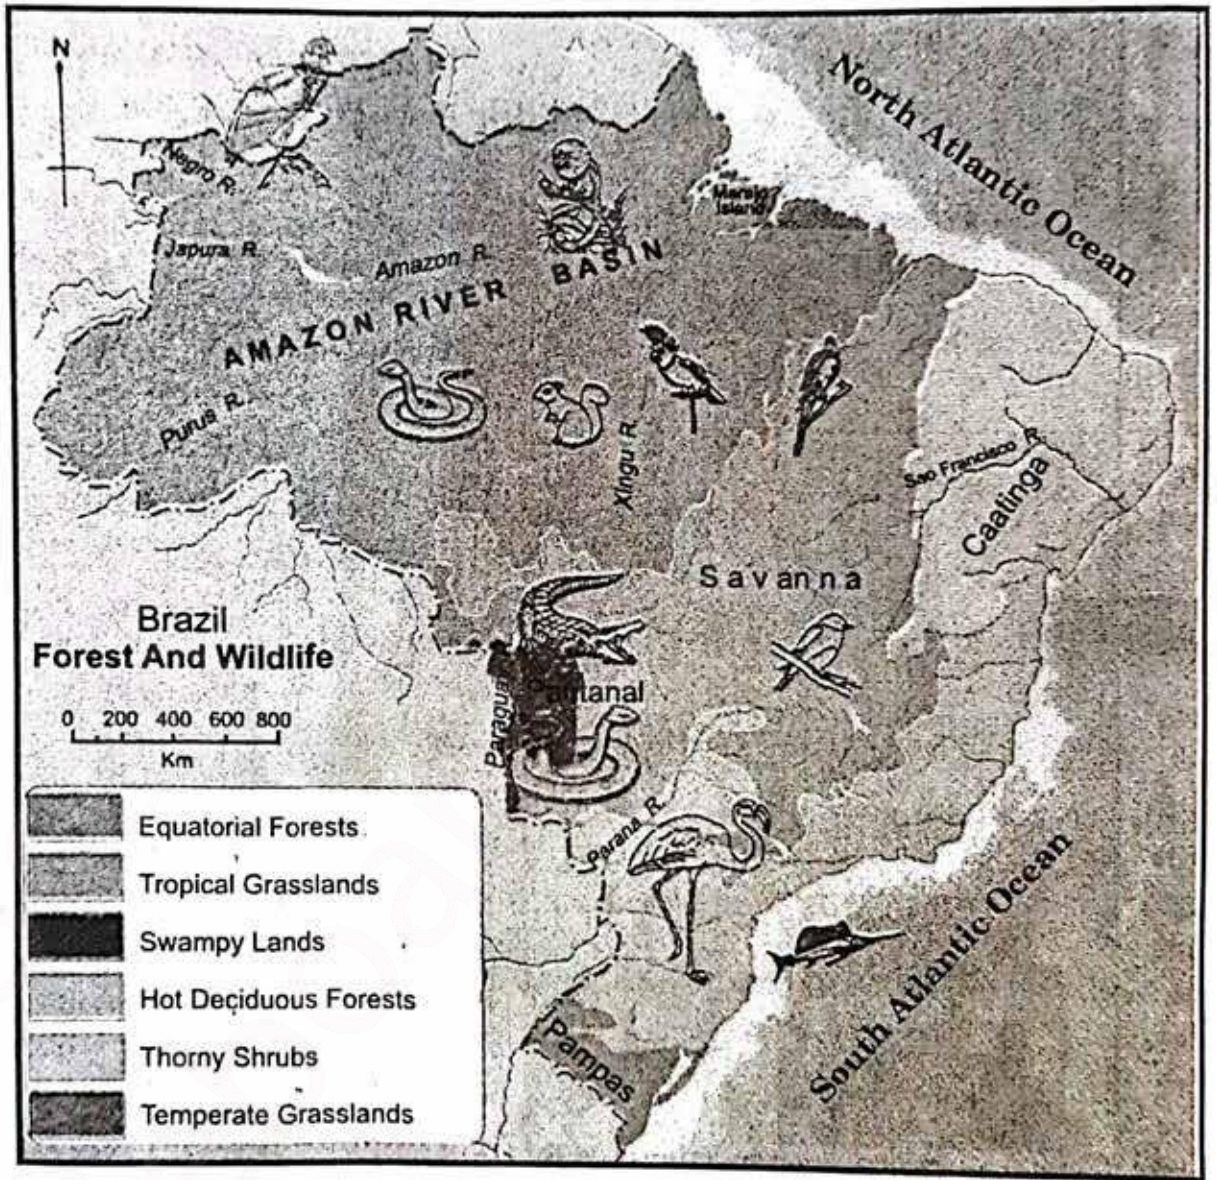 N
North Atlantic Ocean
Negro R.
Marajo
Island
Japura R.
Amazon R.
AMAZON RIVER BASIN
Purus R.
Xingui R.
Sao Francisco R.
Caatinga
Savanna
Brazil
Forest And Wildlife
0 200 400 600 800
Km
Pantanal
Parana R.
South Atlantic Ocean
Pampas
Equatorial Forests
Tropical Grasslands
Swampy Lands
Hot Deciduous Forests
Thorny Shrubs
Temperate Grasslands